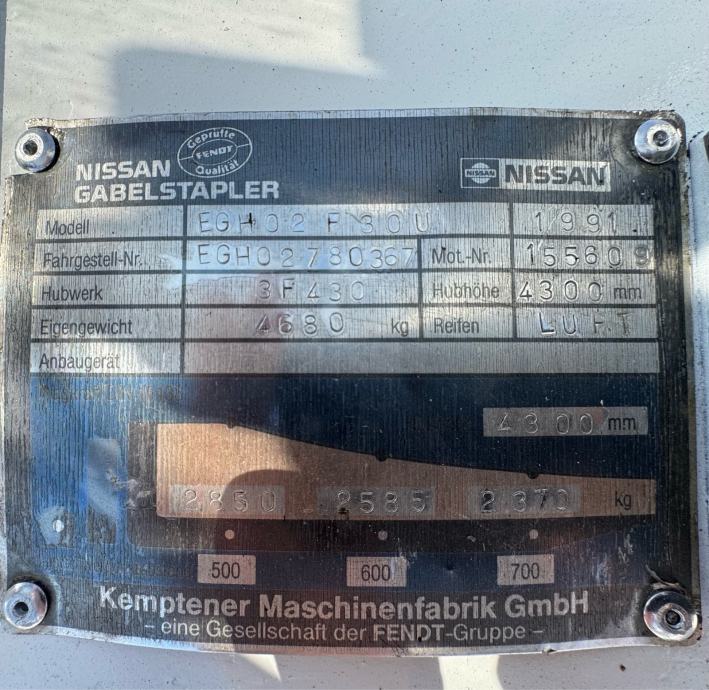 Geprüfte
FENDT
Qualität
NISSAN
GABELSTAPLER
NISSAN NISSAN
Modell EGH02F30U 1991
Fahrgestell-Nr. EGH02780367 Mot.-Nr. 155609
Hubwerk 3F430 Hubhöhe 4300 mm
Eigengewicht 4680 kg Reifen LUFT
Anbaugerät
4300 mm
2850 2585 2370 kg
500 600 700
Kemptener Maschinenfabrik GmbH
– eine Gesellschaft der FENDT-Gruppe –